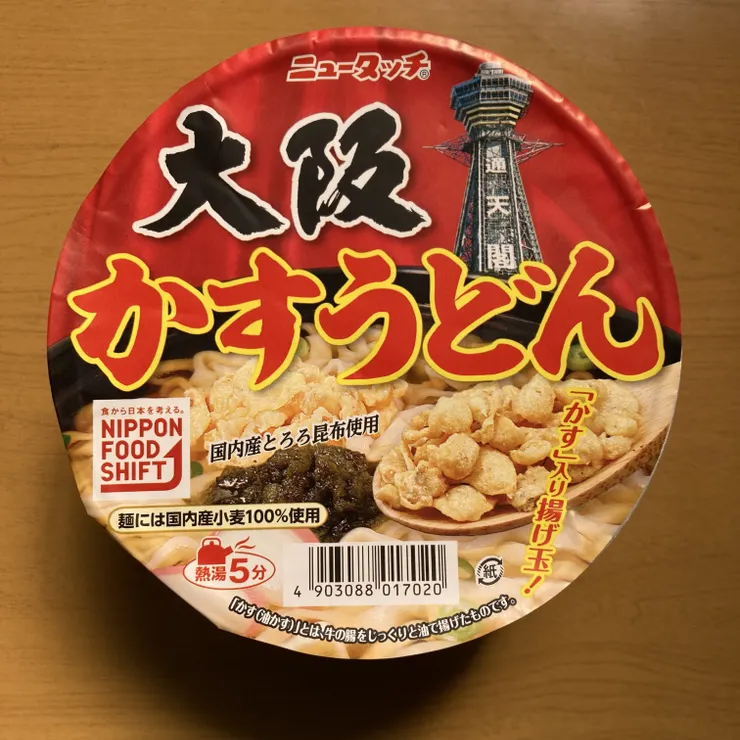 ニュータッチ®
大阪
通天閣
かすうどん
食から日本を考える。
NIPPON
FOOD
SHIFT
国内産とろろ昆布使用
「かす」入り揚げ玉!
麺には国内産小麦100%使用
熱湯5分
4 903088 017020
紙
「かす(油かす)」とは、牛の腸をじっくりと油で揚げたものです。